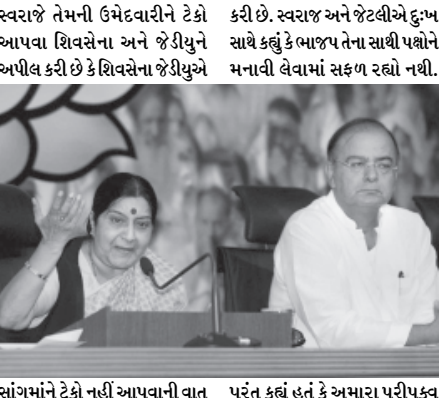 સ્વરાજે તેમની ઉમેદવારીને ટેકો
આપવા શિવસેના અને જેડીયુને
અપીલ કરી છે કે શિવસેના જેડીયુએ
સાંગમાંને ટેકો નહીં આપવાની વાત
કરી છે. સ્વરાજ અને જેટલીએ દુઃખ
સાથે કહ્યું કે ભાજપ તેના સાથી પક્ષોને
મનાવી લેવામાં સફળ રહ્યો નથી.
પરંતુ કહ્યું હતું કે અમારા પરીપક્વ